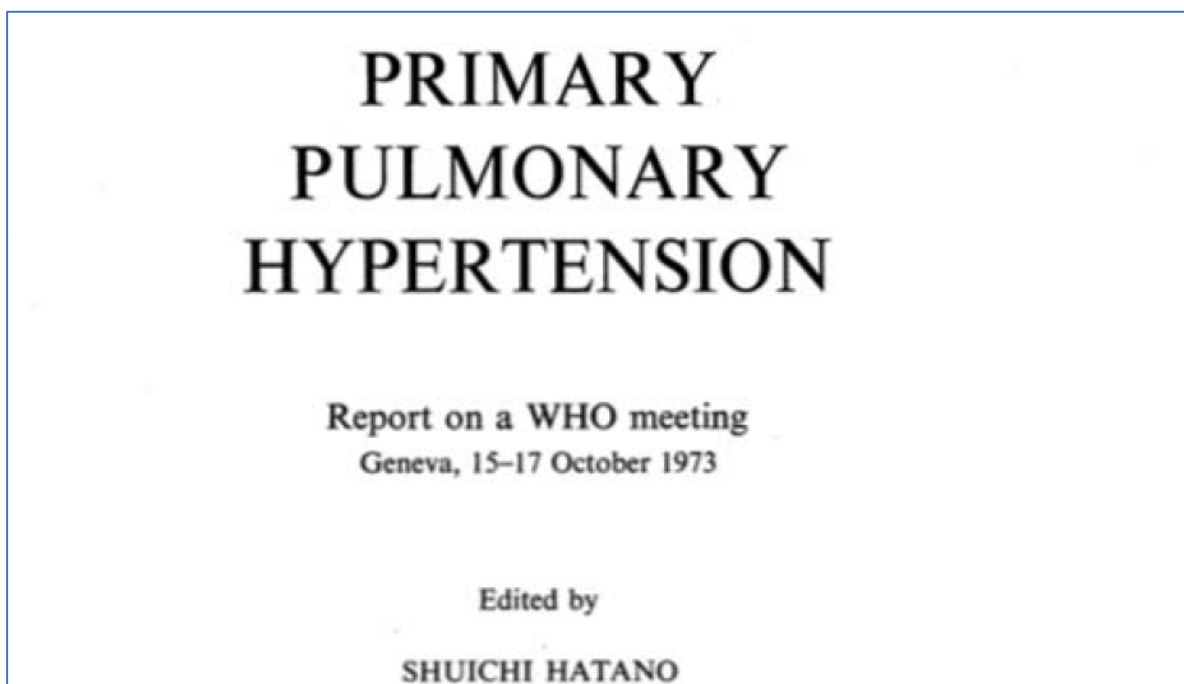 PRIMARY
PULMONARY
HYPERTENSION
Report on a WHO meeting
Geneva, 15–17 October 1973
Edited by
SHUICHI HATANO